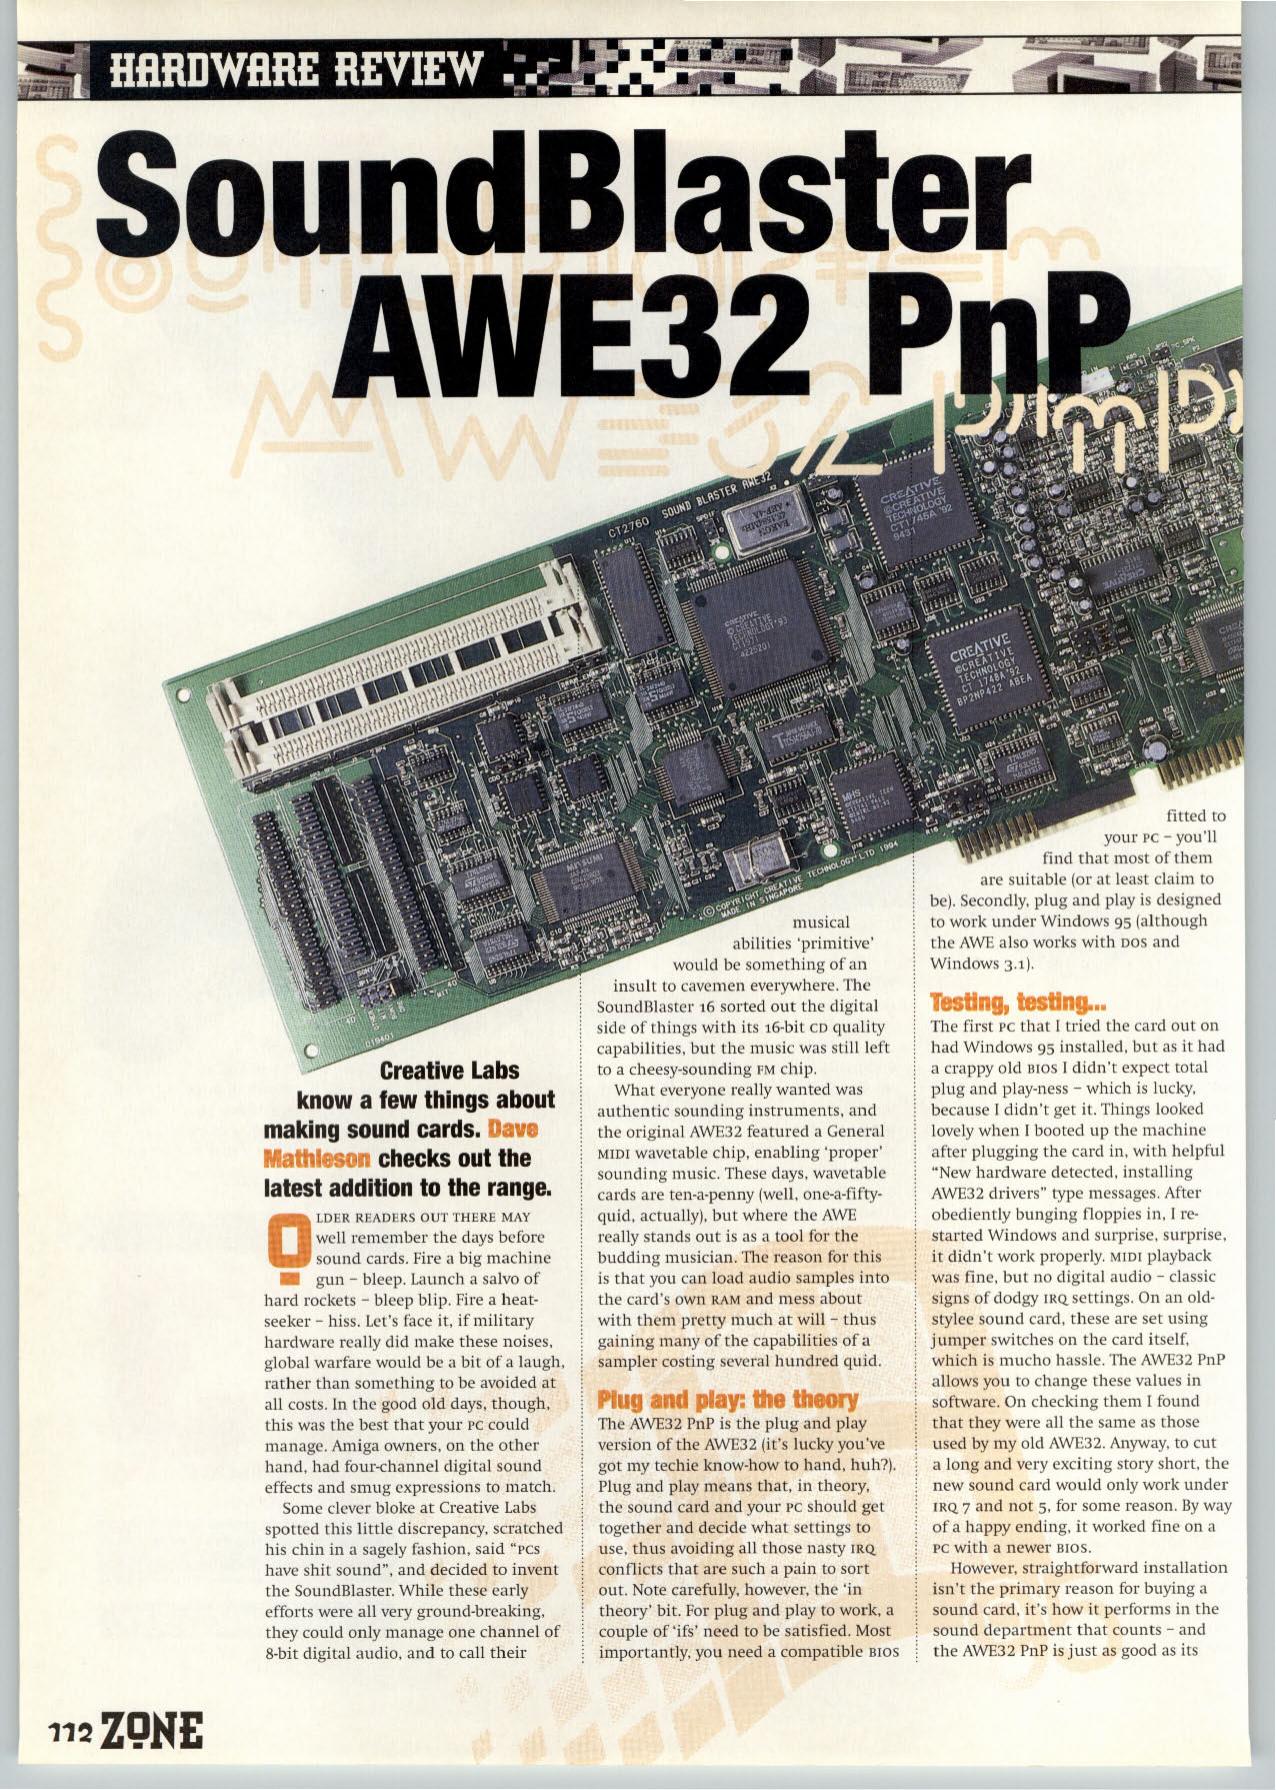 HARDWARE REVIEW
SoundBlaster
AWE32 PnP
CT2760 SOUND BLASTER AWE32
CREATIVE
©CREATIVE
TECHNOLOGY
CT1745A '92
9431
CREATIVE
© CREATIVE
TECHNOLOGY '93
4225201
CREATIVE
©CREATIVE
TECHNOLOGY
CT 1748A '92
BP2MP422 ABEA
MHS
MITSUMI
© COPYRIGHT CREATIVE TECHNOLOGY LTD 1994
MADE IN SINGAPORE
019401
Creative Labs
know a few things about
making sound cards. Dave
Mathieson checks out the
latest addition to the range.
OLDER READERS OUT THERE MAY
well remember the days before
sound cards. Fire a big machine
gun – bleep. Launch a salvo of
hard rockets – bleep blip. Fire a heat-
seeker – hiss. Let's face it, if military
hardware really did make these noises,
global warfare would be a bit of a laugh,
rather than something to be avoided at
all costs. In the good old days, though,
this was the best that your PC could
manage. Amiga owners, on the other
hand, had four-channel digital sound
effects and smug expressions to match.
Some clever bloke at Creative Labs
spotted this little discrepancy, scratched
his chin in a sagely fashion, said “PCs
have shit sound”, and decided to invent
the SoundBlaster. While these early
efforts were all very ground-breaking,
they could only manage one channel of
8-bit digital audio, and to call their
musical
abilities ‘primitive’
would be something of an
insult to cavemen everywhere. The
SoundBlaster 16 sorted out the digital
side of things with its 16-bit CD quality
capabilities, but the music was still left
to a cheesy-sounding FM chip.
What everyone really wanted was
authentic sounding instruments, and
the original AWE32 featured a General
MIDI wavetable chip, enabling ‘proper’
sounding music. These days, wavetable
cards are ten-a-penny (well, one-a-fifty-
quid, actually), but where the AWE
really stands out is as a tool for the
budding musician. The reason for this
is that you can load audio samples into
the card's own RAM and mess about
with them pretty much at will – thus
gaining many of the capabilities of a
sampler costing several hundred quid.
Plug and play: the theory
The AWE32 PnP is the plug and play
version of the AWE32 (it's lucky you've
got my techie know-how to hand, huh?).
Plug and play means that, in theory,
the sound card and your PC should get
together and decide what settings to
use, thus avoiding all those nasty IRQ
conflicts that are such a pain to sort
out. Note carefully, however, the ‘in
theory’ bit. For plug and play to work, a
couple of ‘ifs’ need to be satisfied. Most
importantly, you need a compatible BIOS
fitted to
your PC – you'll
find that most of them
are suitable (or at least claim to
be). Secondly, plug and play is designed
to work under Windows 95 (although
the AWE also works with DOS and
Windows 3.1).
Testing, testing...
The first PC that I tried the card out on
had Windows 95 installed, but as it had
a crappy old BIOS I didn't expect total
plug and play-ness – which is lucky,
because I didn't get it. Things looked
lovely when I booted up the machine
after plugging the card in, with helpful
“New hardware detected, installing
AWE32 drivers” type messages. After
obediently bunging floppies in, I re-
started Windows and surprise, surprise,
it didn't work properly. MIDI playback
was fine, but no digital audio – classic
signs of dodgy IRQ settings. On an old-
stylee sound card, these are set using
jumper switches on the card itself,
which is mucho hassle. The AWE32 PnP
allows you to change these values in
software. On checking them I found
that they were all the same as those
used by my old AWE32. Anyway, to cut
a long and very exciting story short, the
new sound card would only work under
IRQ 7 and not 5, for some reason. By way
of a happy ending, it worked fine on a
PC with a newer BIOS.
However, straightforward installation
isn't the primary reason for buying a
sound card, it's how it performs in the
sound department that counts – and
the AWE32 PnP is just as good as its
112 ZONE